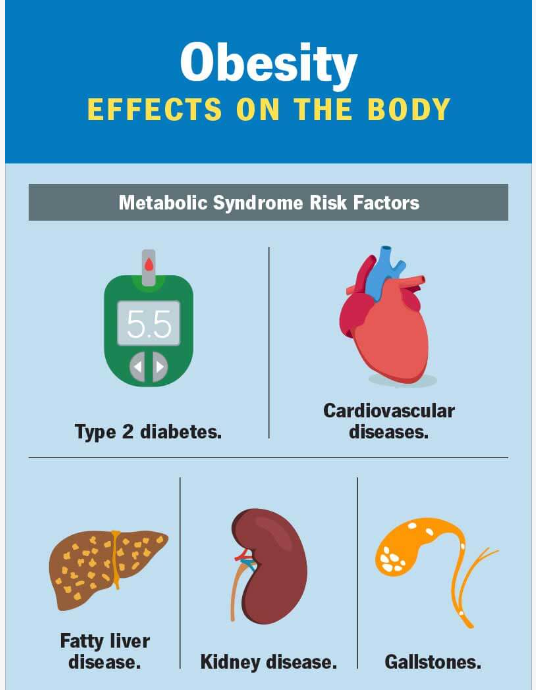 Obesity
EFFECTS ON THE BODY
Metabolic Syndrome Risk Factors
5.5
Type 2 diabetes.
Cardiovascular
diseases.
Fatty liver
disease.
Kidney disease.
Gallstones.